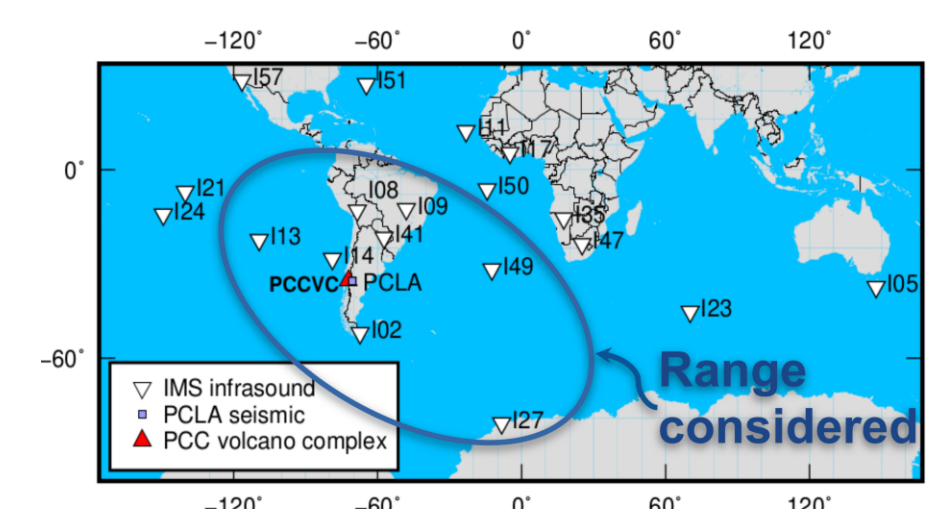 −120° −60° 0° 60° 120°
I57
I51
I11
I17
0°
I21
I08
I50
I24
I09
I35
I13
I41
I47
I14
I49
PCCVC
PCLA
I05
I23
I02
−60°
Range
considered
IMS infrasound
PCLA seismic
PCC volcano complex
I27
−120° −60° 0° 60° 120°